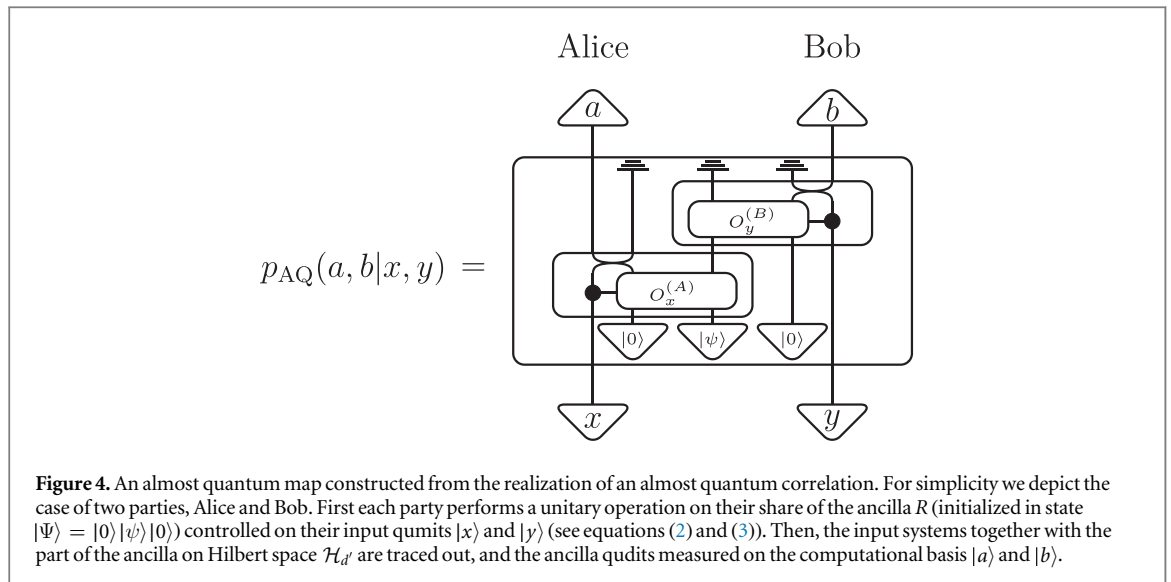 Alice Bob
a b
O_y^{(B)}
p_{AQ}(a, b|x, y) =
O_x^{(A)}
|0⟩ |ψ⟩ |0⟩
x y
Figure 4. An almost quantum map constructed from the realization of an almost quantum correlation. For simplicity we depict the
case of two parties, Alice and Bob. First each party performs a unitary operation on their share of the ancilla R (initialized in state
|Ψ⟩ = |0⟩|ψ⟩|0⟩) controlled on their input qumits |x⟩ and |y⟩ (see equations (2) and (3)). Then, the input systems together with the
part of the ancilla on Hilbert space ℋ_{d′} are traced out, and the ancilla qudits measured on the computational basis |a⟩ and |b⟩.